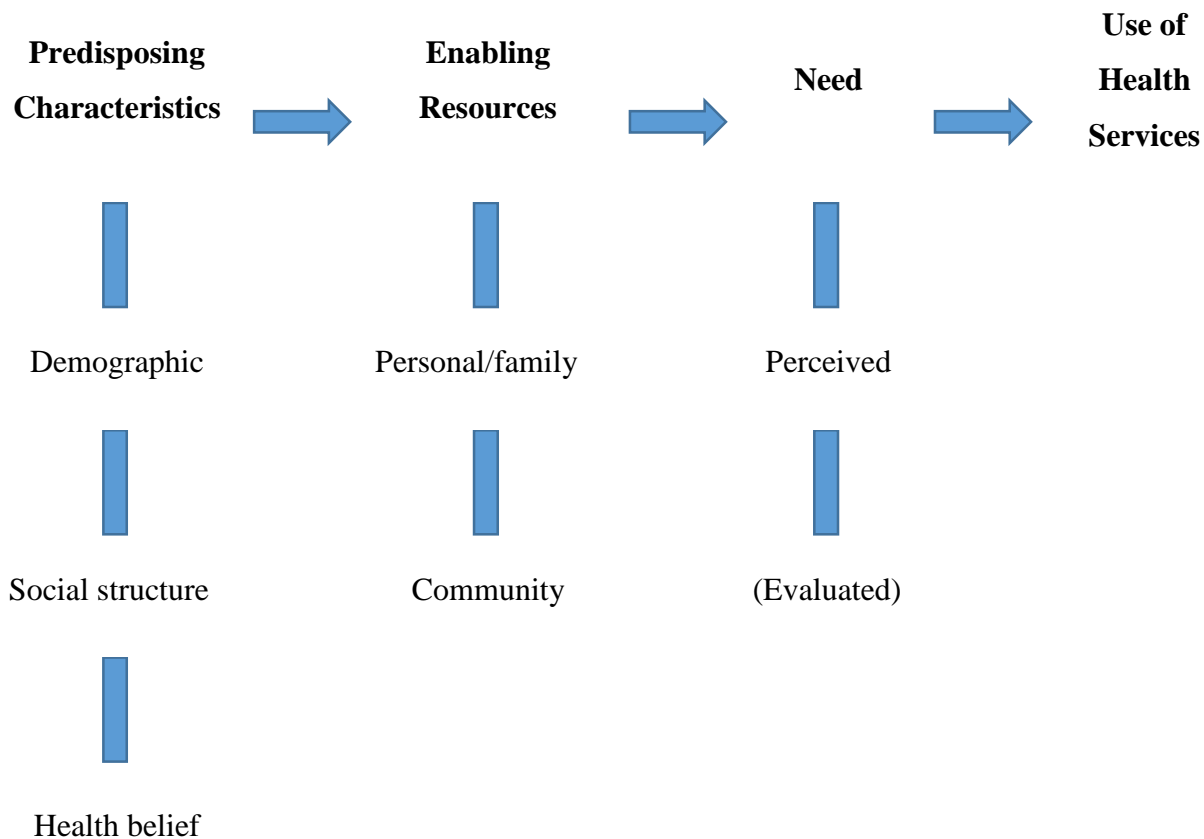 Predisposing
Characteristics
Enabling
Resources
Need
Use of
Health
Services
Demographic
Personal/family
Perceived
Social structure
Community
(Evaluated)
Health belief